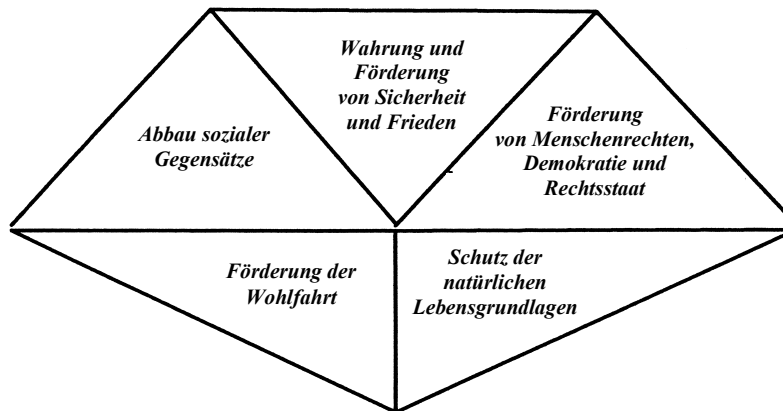 Wahrung und
Förderung
von Sicherheit
und Frieden
Abbau sozialer
Gegensätze
Förderung
von Menschenrechten,
Demokratie und
Rechtsstaat
Förderung der
Wohlfahrt
Schutz der
natürlichen
Lebensgrundlagen